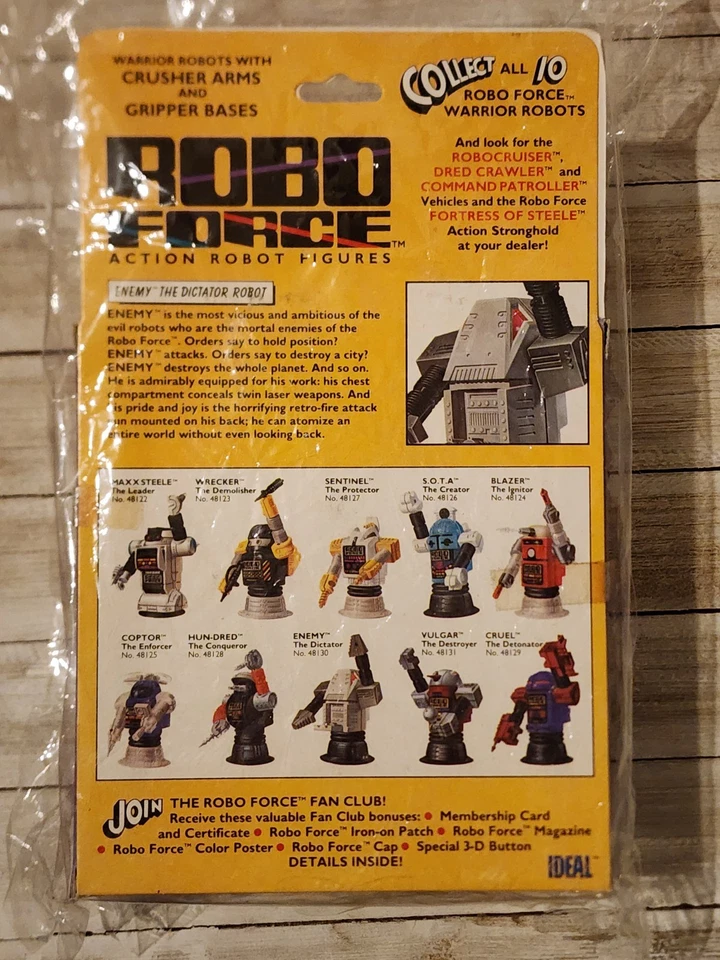 WARRIOR ROBOTS WITH
CRUSHER ARMS
AND
GRIPPER BASES
COLLECT ALL 10
ROBO FORCE™
WARRIOR ROBOTS
ROBO
FORCE™
ACTION ROBOT FIGURES
And look for the
ROBOCRUISER™,
DRED CRAWLER™ and
COMMAND PATROLLER™
Vehicles and the Robo Force
FORTRESS OF STEELE™
Action Stronghold
at your dealer!
ENEMY™ THE DICTATOR ROBOT
ENEMY™ is the most vicious and ambitious of the
evil robots who are the mortal enemies of the
Robo Force™. Orders say to hold position?
ENEMY™ attacks. Orders say to destroy a city?
ENEMY™ destroys the whole planet. And so on.
He is admirably equipped for his work: his chest
compartment conceals twin laser weapons. And
his pride and joy is the horrifying retro-fire attack
gun mounted on his back; he can atomize an
entire world without even looking back.
MAXX STEELE™
The Leader
No. 48122
WRECKER™
The Demolisher
No. 48123
SENTINEL™
The Protector
No. 48127
S.O.T.A™
The Creator
No. 48126
BLAZER™
The Ignitor
No. 48124
COPTOR™
The Enforcer
No. 48125
HUN-DRED™
The Conqueror
No. 48128
ENEMY™
The Dictator
No. 48130
VULGAR™
The Destroyer
No. 48131
CRUEL™
The Detonator
No. 48129
JOIN THE ROBO FORCE™ FAN CLUB!
Receive these valuable Fan Club bonuses: • Membership Card
and Certificate • Robo Force™ Iron-on Patch • Robo Force™ Magazine
• Robo Force™ Color Poster • Robo Force™ Cap • Special 3-D Button
DETAILS INSIDE!
IDEAL™